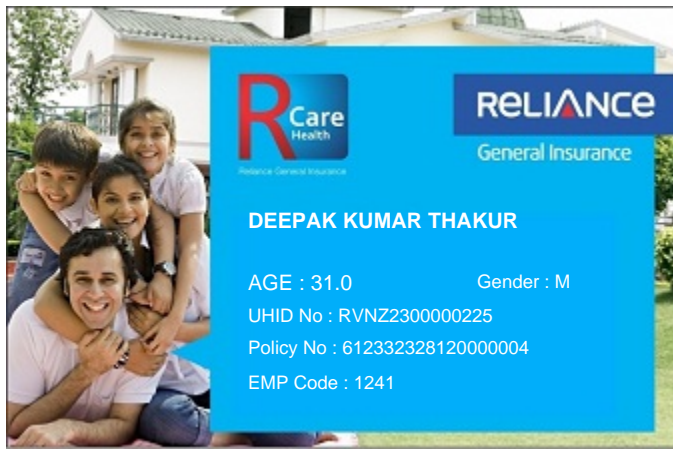 R
Care
Health
Reliance General Insurance
RELIANCE
General Insurance
DEEPAK KUMAR THAKUR
AGE : 31.0 Gender : M
UHID No : RVNZ2300000225
Policy No : 612332328120000004
EMP Code : 1241